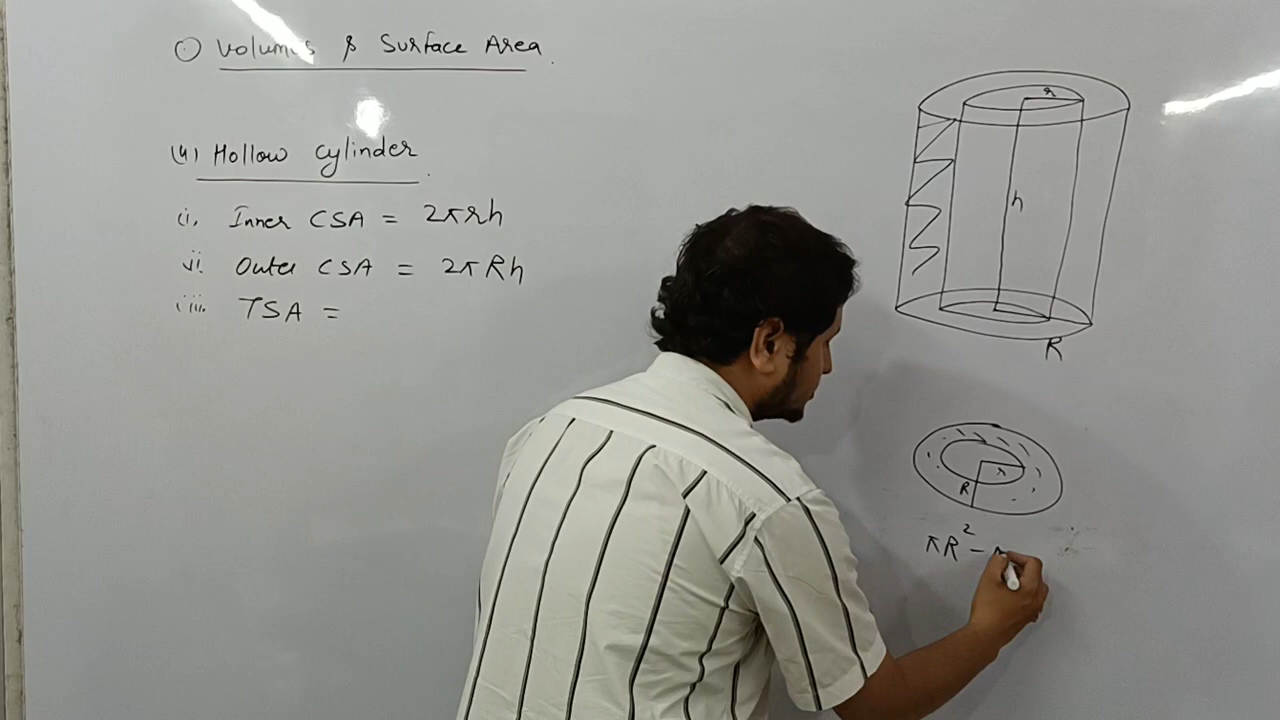 ⊙ Volumes & Surface Area.
(4) Hollow cylinder.
(i). Inner CSA = 2πrh
ii. Outer CSA = 2πRh
iii. TSA =
r
h
R
r
R
πR² -